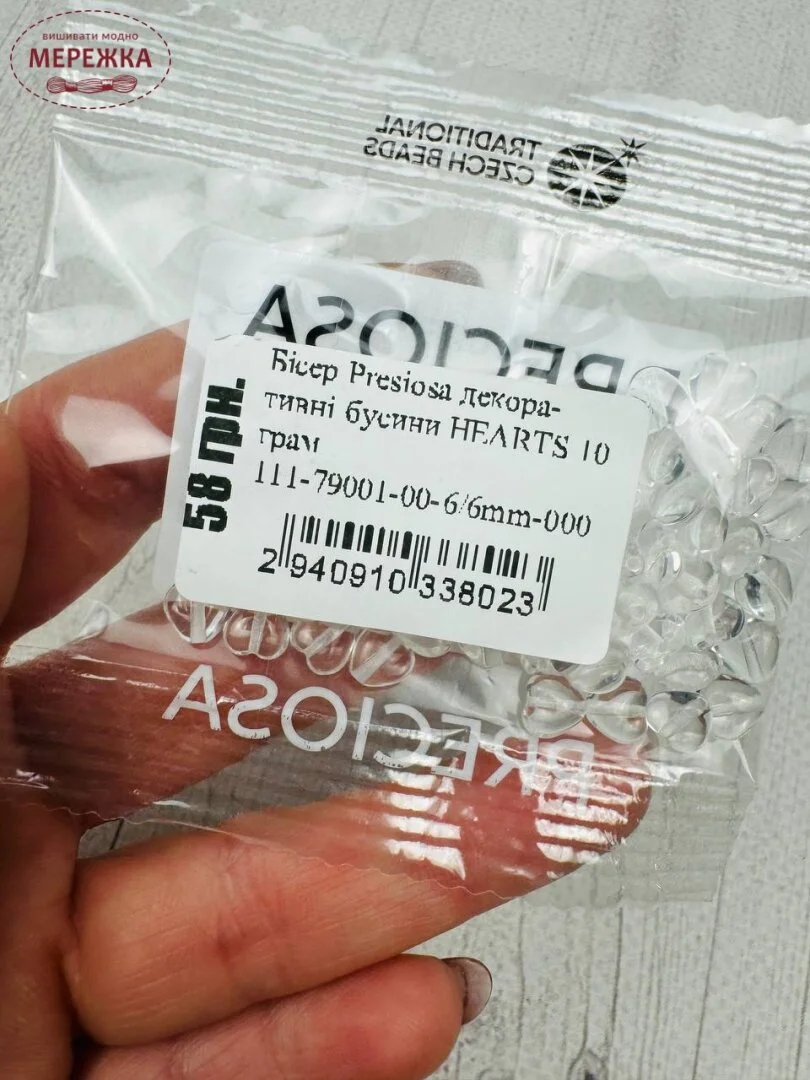 вишивати модно
МЕРЕЖКА
TRADITIONAL
CZECH BEADS
PRECIOSA
Бісер Presiosa декора-
тивні бусини HEARTS 10
грам
111-79001-00-6/6mm-000
58 грн.
2 940910 338023
PRECIOSA